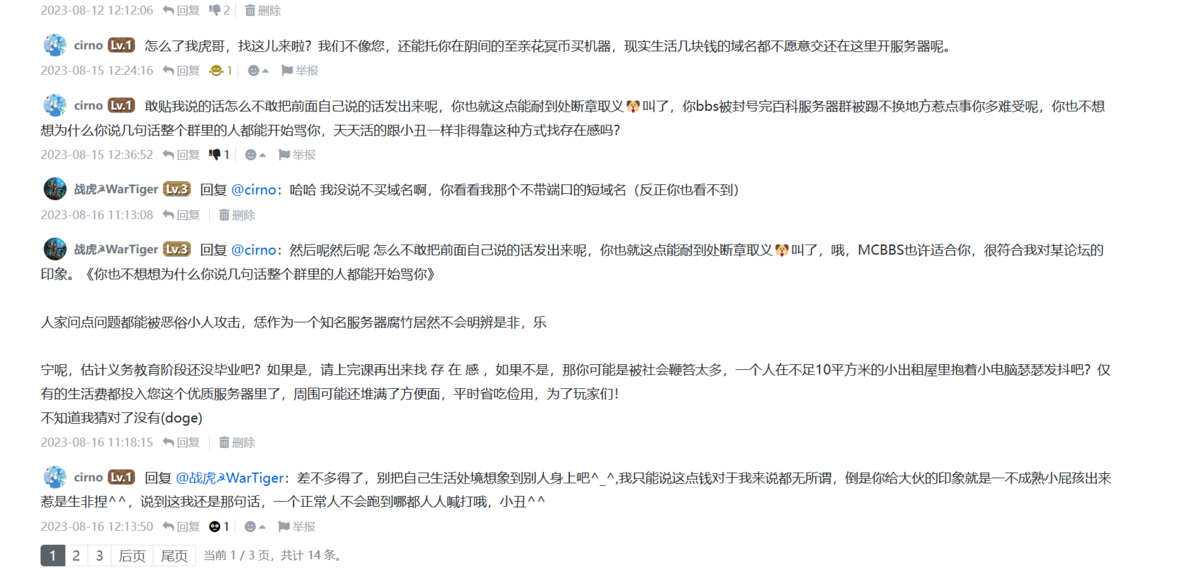 2023-08-12 12:12:06 回复 2 删除
cirno Lv.1 怎么了我虎哥，找这儿来啦？我们不像您，还能托你在阴间的至亲花冥币买机器，现实生活几块钱的域名都不愿意交还在这里开服务器呢。
2023-08-15 12:24:16 回复 1 举报
cirno Lv.1 敢贴我说的话怎么不敢把前面自己说的话发出来呢，你也就这点能耐到处断章取义🐶叫了，你bbs被封号完百科服务器群被踢不换地方惹点事你多难受呢，你也不想
想为什么你说几句话整个群里的人都能开始骂你，天天活的跟小丑一样非得靠这种方式找存在感吗？
2023-08-15 12:36:52 回复 1 举报
战虎☭WarTiger Lv.3 回复 @cirno：哈哈 我没说不买域名啊，你看看我那个不带端口的短域名（反正你也看不到）
2023-08-16 11:13:08 回复 删除
战虎☭WarTiger Lv.3 回复 @cirno：然后呢然后呢 怎么不敢把前面自己说的话发出来呢，你也就这点能耐到处断章取义🐶叫了，哦，MCBBS也许适合你，很符合我对某论坛的
印象。《你也不想想为什么你说几句话整个群里的人都能开始骂你》
人家问点问题都能被恶俗小人攻击，恁作为一个知名服务器腐竹居然不会明辨是非，乐
宁呢，估计义务教育阶段还没毕业吧？如果是，请上完课再出来找 存 在 感 ，如果不是，那你可能是被社会鞭笞太多，一个人在不足10平方米的小出租屋里抱着小电脑瑟瑟发抖吧？仅
有的生活费都投入您这个优质服务器里了，周围可能还堆满了方便面，平时省吃俭用，为了玩家们！
不知道我猜对了没有(doge)
2023-08-16 11:18:15 回复 删除
cirno Lv.1 回复 @战虎☭WarTiger：差不多得了，别把自己生活处境想象到别人身上吧^_^,我只能说这点钱对于我来说都无所谓，倒是你给大伙的印象就是一不成熟小屁孩出来
惹是生非捏^^，说到这我还是那句话，一个正常人不会跑到哪都人人喊打哦，小丑^^
2023-08-16 12:13:50 回复 1 举报
1 2 3 后页 尾页 当前 1 / 3 页，共计 14 条。